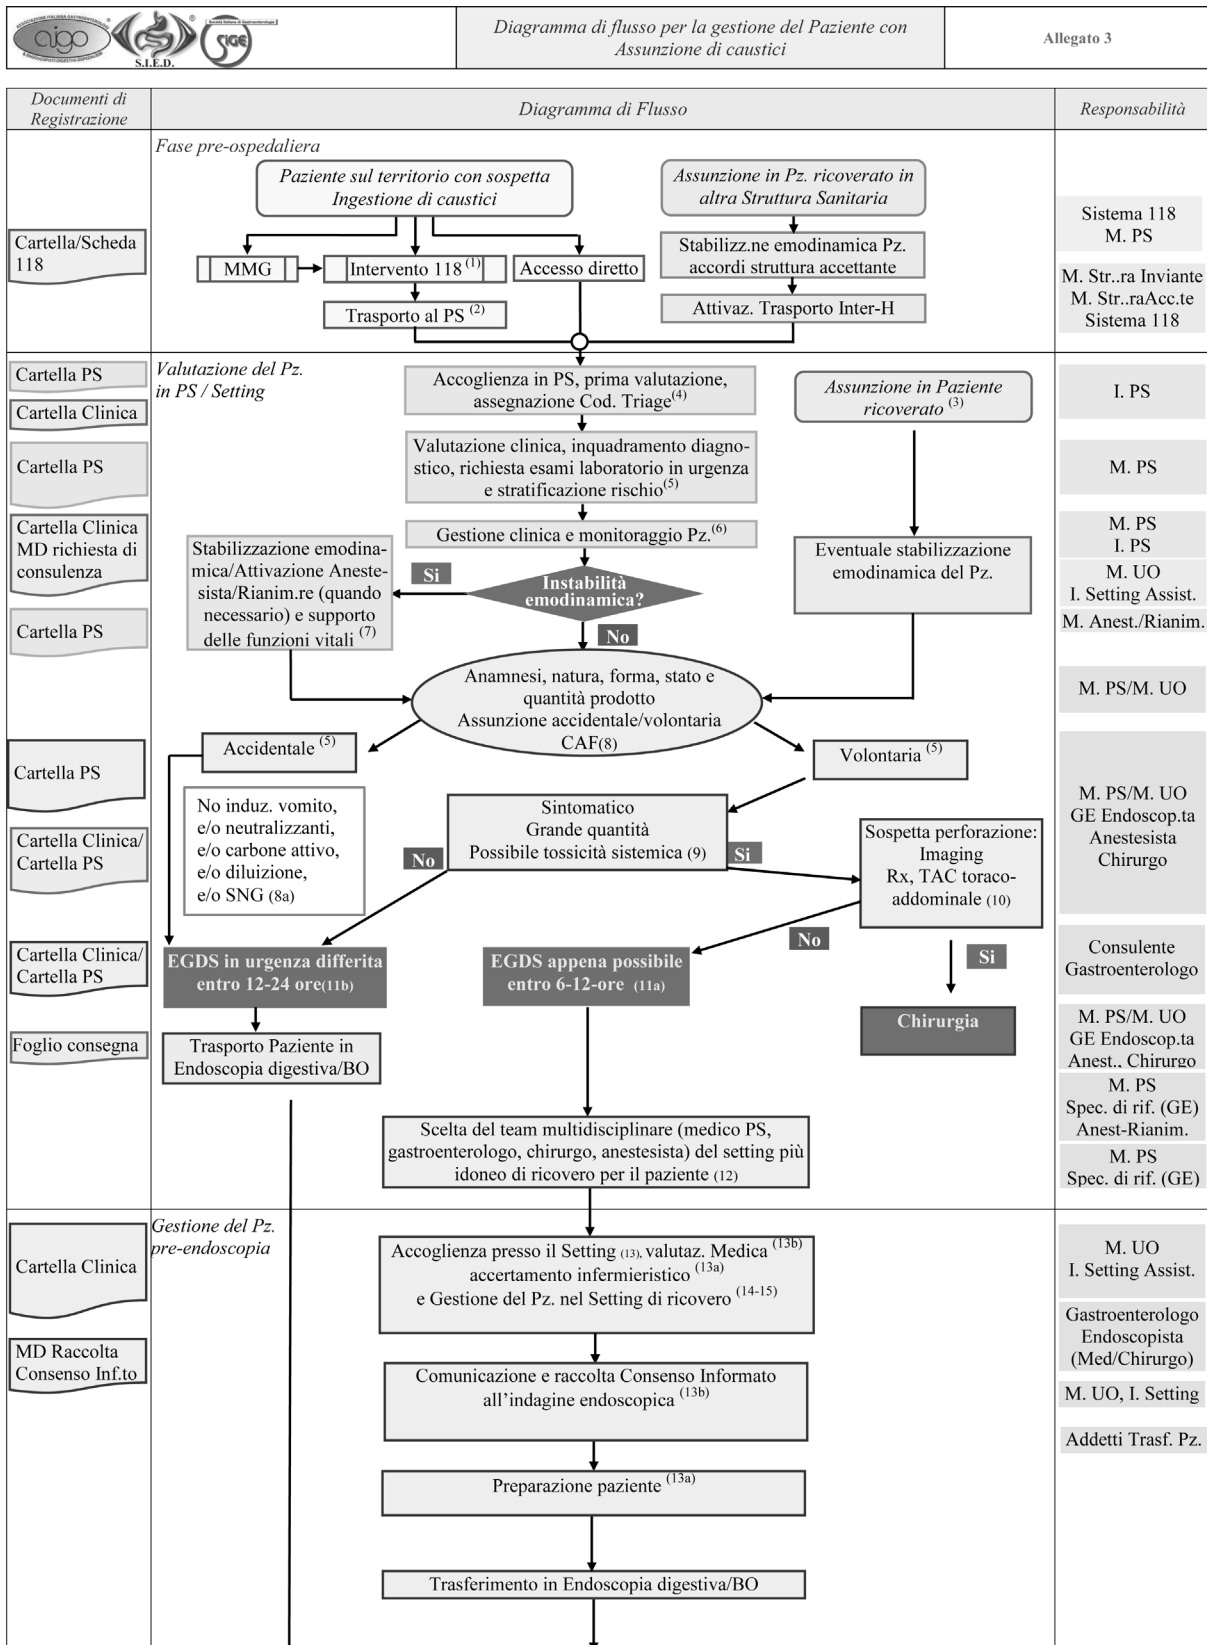 aigo
S.I.E.D.
SIGE
Diagramma di flusso per la gestione del Paziente con
Assunzione di caustici
Allegato 3
Documenti di
Registrazione
Diagramma di Flusso
Responsabilità
Fase pre-ospedaliera
Paziente sul territorio con sospetta
Ingestione di caustici
Assunzione in Pz. ricoverato in
altra Struttura Sanitaria
Cartella/Scheda
118
MMG
Intervento 118 (1)
Accesso diretto
Stabilizz.ne emodinamica Pz.
accordi struttura accettante
Trasporto al PS (2)
Attivaz. Trasporto Inter-H
Sistema 118
M. PS
M. Str..ra Inviante
M. Str..raAcc.te
Sistema 118
Valutazione del Pz.
in PS / Setting
Cartella PS
Cartella Clinica
Accoglienza in PS, prima valutazione,
assegnazione Cod. Triage(4)
Assunzione in Paziente
ricoverato (3)
I. PS
Cartella PS
Valutazione clinica, inquadramento diagno-
stico, richiesta esami laboratorio in urgenza
e stratificazione rischio(5)
M. PS
Cartella Clinica
MD richiesta di
consulenza
Gestione clinica e monitoraggio Pz.(6)
M. PS
I. PS
Stabilizzazione emodina-
mica/Attivazione Aneste-
sista/Rianim.re (quando
necessario) e supporto
delle funzioni vitali (7)
Si
Instabilità
emodinamica?
No
Eventuale stabilizzazione
emodinamica del Pz.
M. UO
I. Setting Assist.
Cartella PS
M. Anest./Rianim.
Anamnesi, natura, forma, stato e
quantità prodotto
Assunzione accidentale/volontaria
CAF(8)
M. PS/M. UO
Accidentale (5)
Volontaria (5)
Cartella PS
No induz. vomito,
e/o neutralizzanti,
e/o carbone attivo,
e/o diluizione,
e/o SNG (8a)
Sintomatico
Grande quantità
Possibile tossicità sistemica (9)
No
Si
Sospetta perforazione:
Imaging
Rx, TAC toraco-
addominale (10)
M. PS/M. UO
GE Endoscop.ta
Anestesista
Chirurgo
Cartella Clinica/
Cartella PS
No
Si
Cartella Clinica/
Cartella PS
EGDS in urgenza differita
entro 12-24 ore(11b)
EGDS appena possibile
entro 6-12-ore (11a)
Consulente
Gastroenterologo
Chirurgia
M. PS/M. UO
GE Endoscop.ta
Anest., Chirurgo
Foglio consegna
Trasporto Paziente in
Endoscopia digestiva/BO
M. PS
Spec. di rif. (GE)
Anest-Rianim.
Scelta del team multidisciplinare (medico PS,
gastroenterologo, chirurgo, anestesista) del setting più
idoneo di ricovero per il paziente (12)
M. PS
Spec. di rif. (GE)
Gestione del Pz.
pre-endoscopia
Cartella Clinica
Accoglienza presso il Setting (13), valutaz. Medica (13b)
accertamento infermieristico (13a)
e Gestione del Pz. nel Setting di ricovero (14-15)
M. UO
I. Setting Assist.
Gastroenterologo
Endoscopista
(Med/Chirurgo)
MD Raccolta
Consenso Inf.to
Comunicazione e raccolta Consenso Informato
all'indagine endoscopica (13b)
M. UO, I. Setting
Addetti Trasf. Pz.
Preparazione paziente (13a)
Trasferimento in Endoscopia digestiva/BO